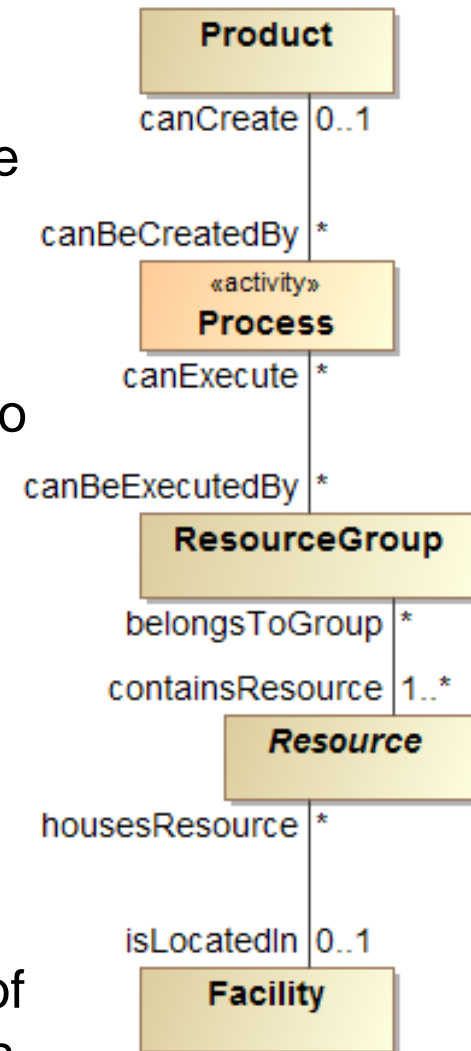 Product
canCreate 0..1
e
canBeCreatedBy *
«activity»
Process
canExecute *
o
canBeExecutedBy *
ResourceGroup
belongsToGroup *
containsResource 1..*
Resource
housesResource *
isLocatedIn 0..1
of
Facility